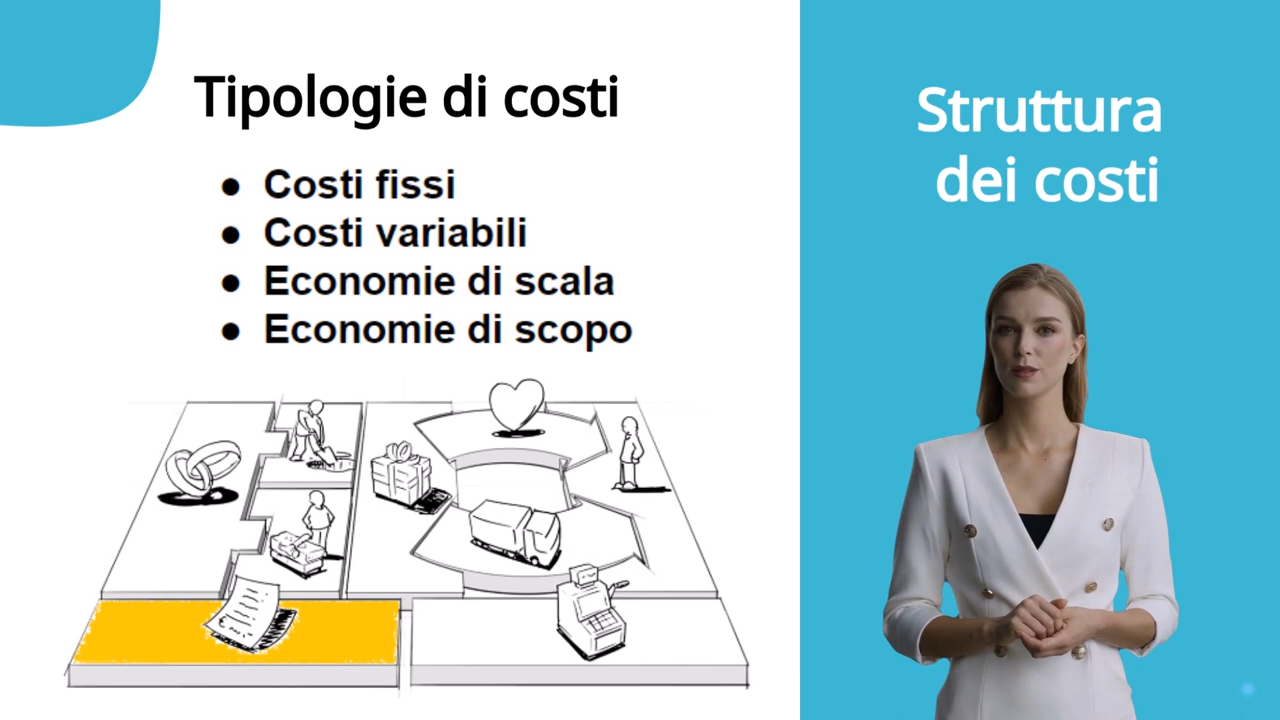 Tipologie di costi
● Costi fissi
● Costi variabili
● Economie di scala
● Economie di scopo
Struttura
dei costi